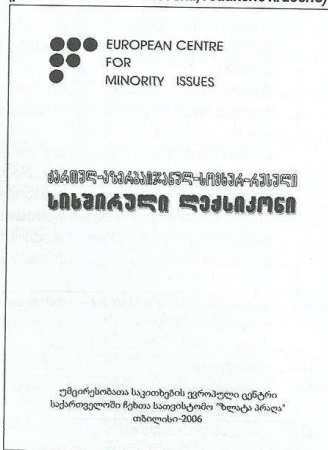 EUROPEAN CENTRE
FOR
MINORITY ISSUES
ქართულ-აზერბაიჯანულ-სომხურ-რუსული
სიხშირული ლექსიკონი
უმცირესობათა საკითხების ევროპული ცენტრი
საქართველოში ჩეხთა სათვისტომო "ზლატა პრაღა"
თბილისი-2006